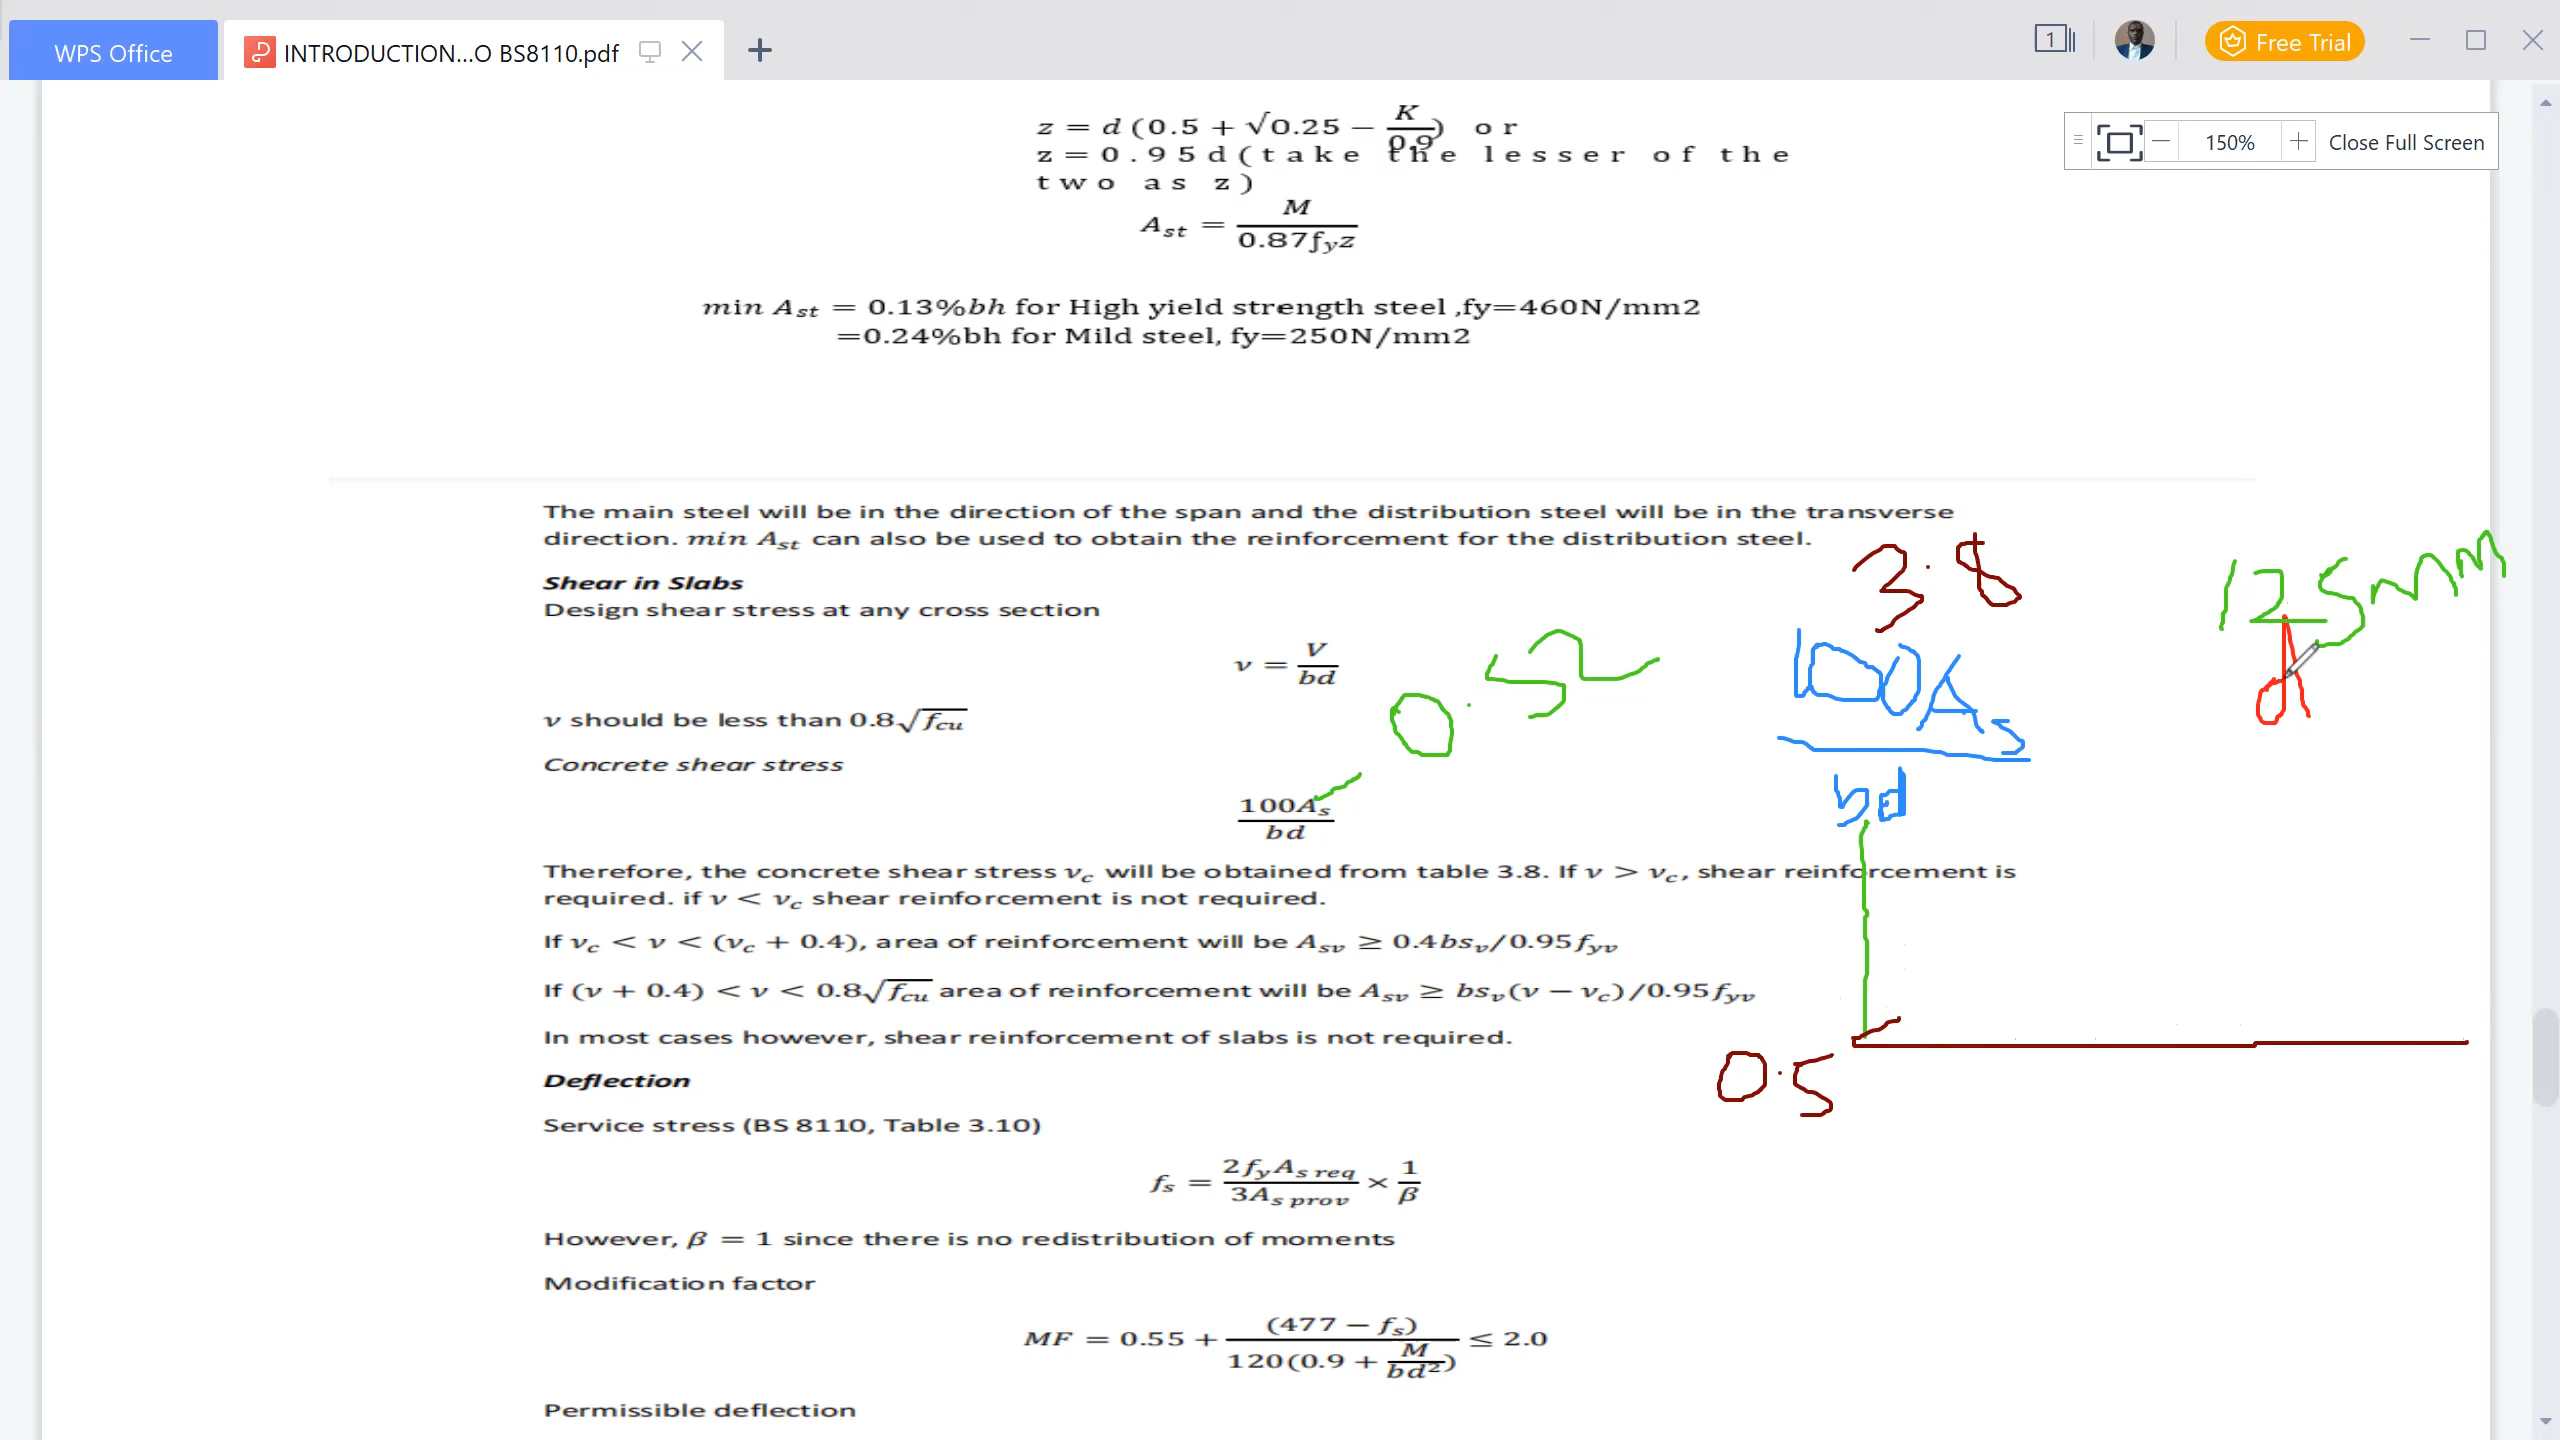 WPS Office
INTRODUCTION...O BS8110.pdf
1
Free Trial
150%
Close Full Screen
z = d(0.5 + √0.25 − K/0.9) or
z = 0.95d(take the lesser of the
two as z)
A_st = M/0.87f_yz
min A_st = 0.13%bh for High yield strength steel ,fy=460N/mm2
=0.24%bh for Mild steel, fy=250N/mm2
The main steel will be in the direction of the span and the distribution steel will be in the transverse
direction. min A_st can also be used to obtain the reinforcement for the distribution steel.
3.8
125mm
d
Shear in Slabs
Design shear stress at any cross section
v = V/bd
0.52
100As
bd
v should be less than 0.8√f_cu
Concrete shear stress
100A_s/bd
Therefore, the concrete shear stress v_c will be obtained from table 3.8. If v > v_c, shear reinforcement is
required. if v < v_c shear reinforcement is not required.
If v_c < v < (v_c + 0.4), area of reinforcement will be A_sv ≥ 0.4bs_v/0.95f_yv
If (v + 0.4) < v < 0.8√f_cu area of reinforcement will be A_sv ≥ bs_v(v − v_c)/0.95f_yv
In most cases however, shear reinforcement of slabs is not required.
0.5
Deflection
Service stress (BS 8110, Table 3.10)
f_s = 2f_yA_s req/3A_s prov × 1/β
However, β = 1 since there is no redistribution of moments
Modification factor
MF = 0.55 + (477 − f_s)/120(0.9 + M/bd²) ≤ 2.0
Permissible deflection